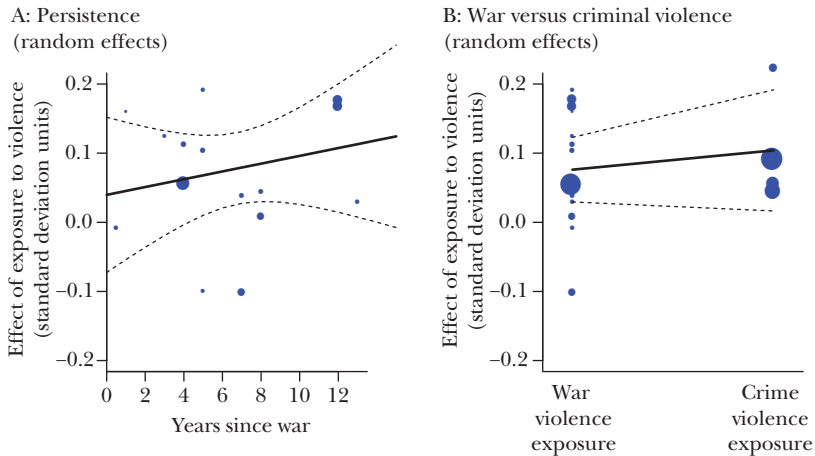 A: Persistence
(random effects)
Effect of exposure to violence
(standard deviation units)
0.2
0.1
0.0
−0.1
−0.2
0 2 4 6 8 10 12
Years since war
B: War versus criminal violence
(random effects)
Effect of exposure to violence
(standard deviation units)
0.2
0.1
0.0
−0.1
−0.2
War
violence
exposure
Crime
violence
exposure